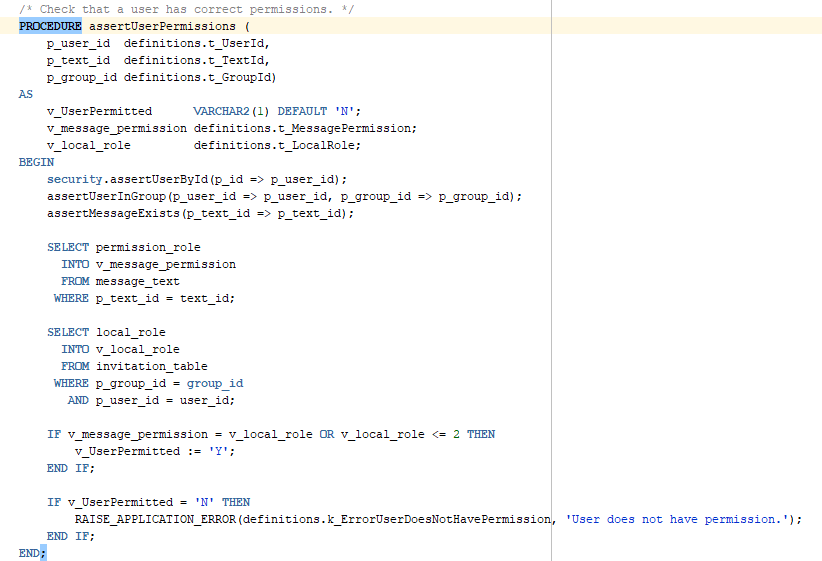 /* Check that a user has correct permissions. */
PROCEDURE assertUserPermissions (
    p_user_id  definitions.t_UserId,
    p_text_id  definitions.t_TextId,
    p_group_id definitions.t_GroupId)
AS
    v_UserPermitted      VARCHAR2(1) DEFAULT 'N';
    v_message_permission definitions.t_MessagePermission;
    v_local_role         definitions.t_LocalRole;
BEGIN
    security.assertUserById(p_id => p_user_id);
    assertUserInGroup(p_user_id => p_user_id, p_group_id => p_group_id);
    assertMessageExists(p_text_id => p_text_id);

    SELECT permission_role
      INTO v_message_permission
      FROM message_text
     WHERE p_text_id = text_id;

    SELECT local_role
      INTO v_local_role
      FROM invitation_table
     WHERE p_group_id = group_id
       AND p_user_id = user_id;

    IF v_message_permission = v_local_role OR v_local_role <= 2 THEN
        v_UserPermitted := 'Y';
    END IF;

    IF v_UserPermitted = 'N' THEN
        RAISE_APPLICATION_ERROR(definitions.k_ErrorUserDoesNotHavePermission, 'User does not have permission.');
    END IF;
END;